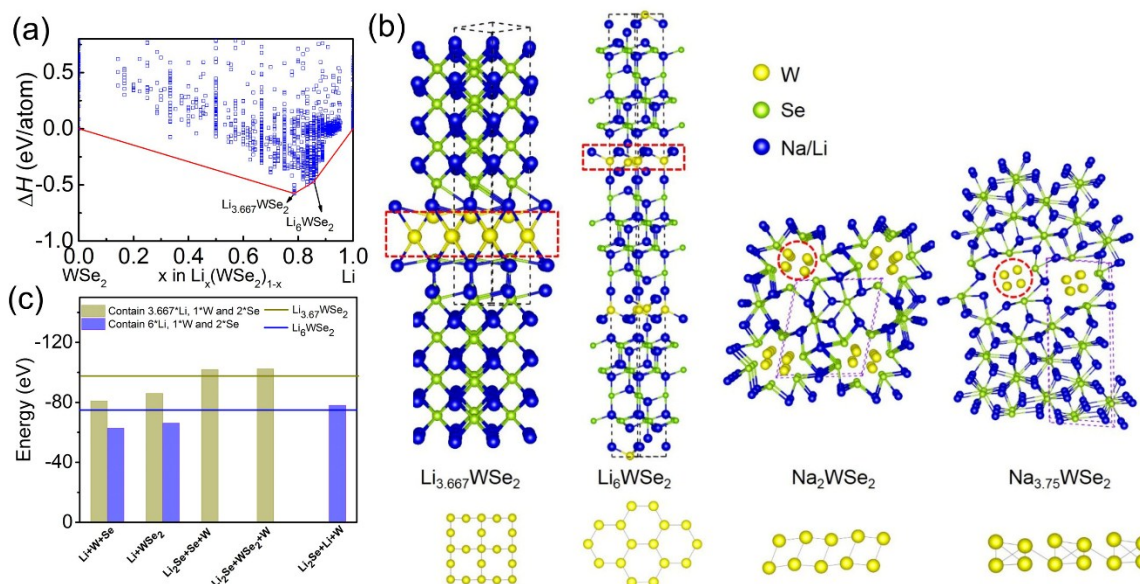 (a)
ΔH (eV/atom)
0.5
0.0
-0.5
-1.0
Li₃.₆₆₇WSe₂
Li₆WSe₂
0.0 0.2 0.4 0.6 0.8 1.0
WSe₂ x in Liₓ(WSe₂)₁₋ₓ Li
(b)
W
Se
Na/Li
Li₃.₆₆₇WSe₂
Li₆WSe₂
Na₂WSe₂
Na₃.₇₅WSe₂
(c)
Contain 3.667*Li, 1*W and 2*Se
Contain 6*Li, 1*W and 2*Se
Li₃.₆₇WSe₂
Li₆WSe₂
Energy (eV)
-120
-80
-40
0
Li+W+Se
Li+WSe₂
Li₂Se+Se+W
Li₂Se+WSe₂+W
Li₂Se+Li+W